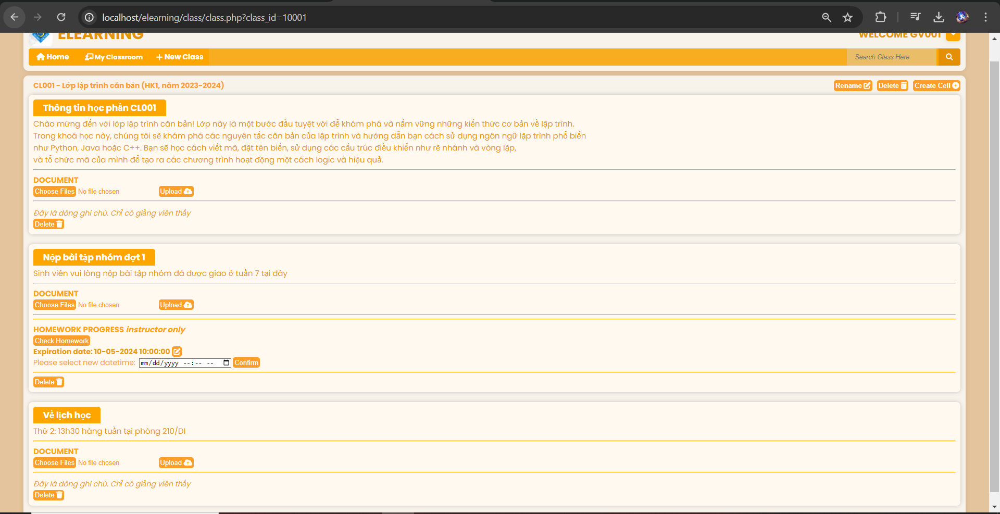 localhost/elearning/class/class.php?class_id=10001
ELEARNING
WELCOME GV001
Home My Classroom + New Class Search Class Here
CL001 - Lớp lập trình căn bản (HK1, năm 2023-2024) Rename Delete Create Cell
Thông tin học phần CL001
Chào mừng đến với lớp lập trình căn bản! Lớp này là một bước đầu tuyệt vời để khám phá và nắm vững những kiến thức cơ bản về lập trình.
Trong khoá học này, chúng tôi sẽ khám phá các nguyên tắc căn bản của lập trình và hướng dẫn bạn cách sử dụng ngôn ngữ lập trình phổ biến
như Python, Java hoặc C++. Bạn sẽ học cách viết mã, đặt tên biến, sử dụng các cấu trúc điều khiển như rẽ nhánh và vòng lặp,
và tổ chức mã của mình để tạo ra các chương trình hoạt động một cách logic và hiệu quả.
DOCUMENT
Choose Files No file chosen Upload
Đây là dòng ghi chú. Chỉ có giảng viên thấy
Delete
Nộp bài tập nhóm đợt 1
Sinh viên vui lòng nộp bài tập nhóm đã được giao ở tuần 7 tại đây
DOCUMENT
Choose Files No file chosen Upload
HOMEWORK PROGRESS instructor only
Check Homework
Expiration date: 10-05-2024 10:00:00
Please select new datetime: mm/dd/yyyy --:-- -- Confirm
Delete
Về lịch học
Thứ 2: 13h30 hàng tuần tại phòng 210/DI
DOCUMENT
Choose Files No file chosen Upload
Đây là dòng ghi chú. Chỉ có giảng viên thấy
Delete